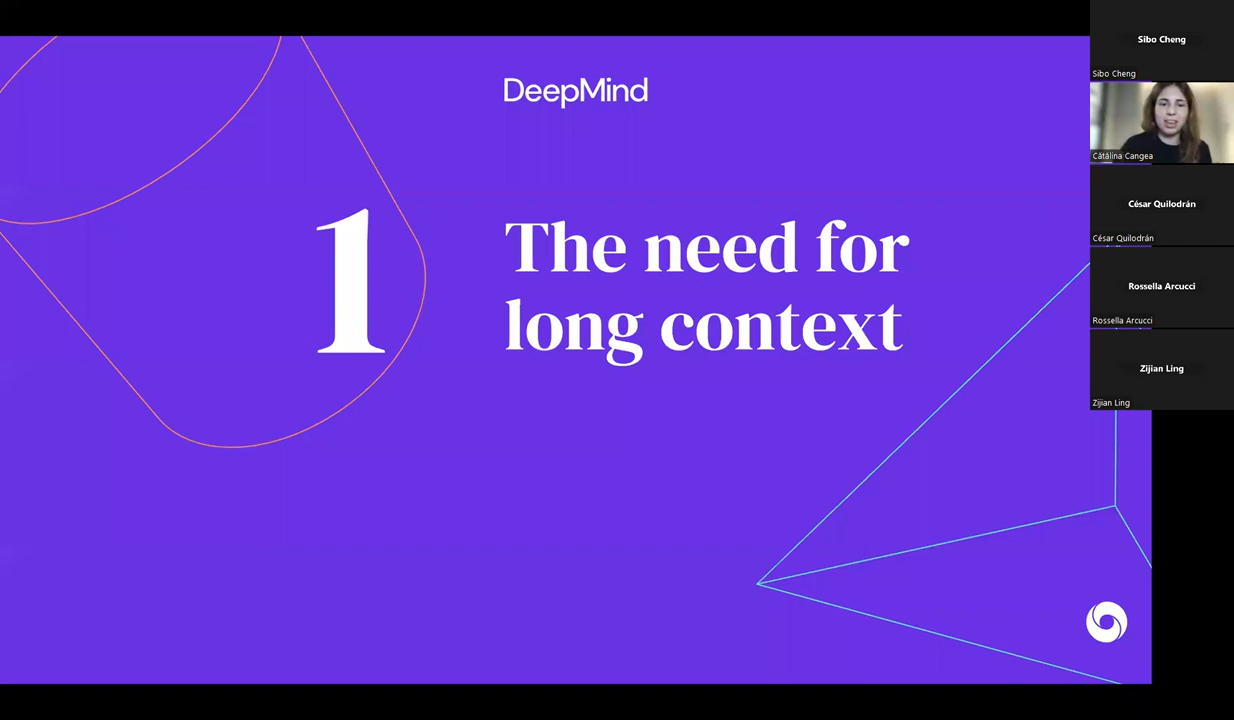 DeepMind
1
The need for
long context
Sibo Cheng
Sibo Cheng
Cătălina Cangea
César Quilodrán
César Quilodrán
Rossella Arcucci
Rossella Arcucci
Zijian Ling
Zijian Ling